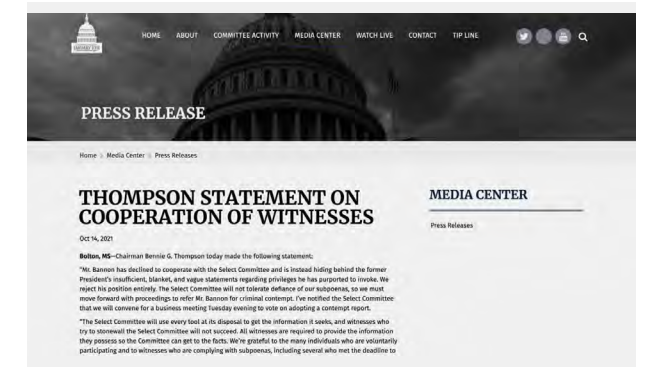 HOME ABOUT COMMITTEE ACTIVITY MEDIA CENTER WATCH LIVE CONTACT TIP LINE
PRESS RELEASE
Home Media Center Press Releases
THOMPSON STATEMENT ON
COOPERATION OF WITNESSES
Oct 14, 2021
Bolton, MS—Chairman Bennie G. Thompson today made the following statement:
"Mr. Bannon has declined to cooperate with the Select Committee and is instead hiding behind the former
President's insufficient, blanket, and vague statements regarding privileges he has purported to invoke. We
reject his position entirely. The Select Committee will not tolerate defiance of our subpoenas, so we must
move forward with proceedings to refer Mr. Bannon for criminal contempt. I've notified the Select Committee
that we will convene for a business meeting Tuesday evening to vote on adopting a contempt report.
"The Select Committee will use every tool at its disposal to get the information it seeks, and witnesses who
try to stonewall the Select Committee will not succeed. All witnesses are required to provide the information
they possess so the Committee can get to the facts. We're grateful to the many individuals who are voluntarily
participating and to witnesses who are complying with subpoenas, including several who met the deadline to
MEDIA CENTER
Press Releases